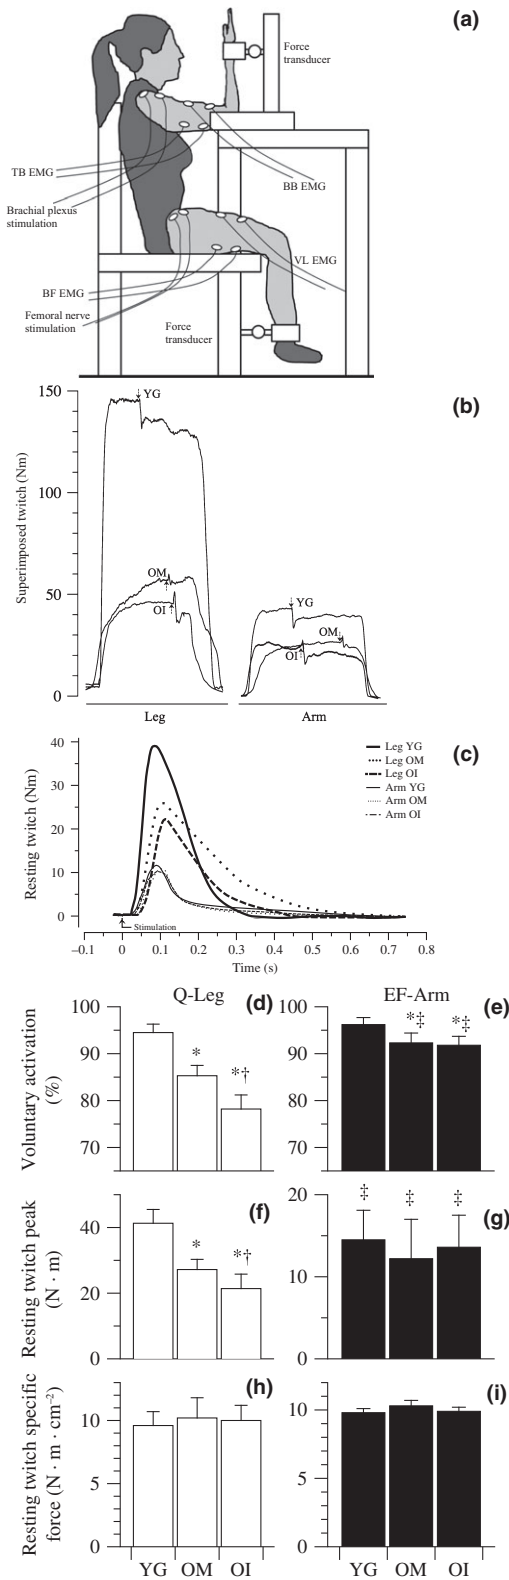 (a)
Force
transducer
TB EMG
BB EMG
Brachial plexus
stimulation
VL EMG
BF EMG
Femoral nerve
stimulation
Force
transducer
(b)
Superimposed twitch (Nm)
150
100
50
0
YG
OM
OI
YG
OM
OI
Leg
Arm
(c)
Resting twitch (Nm)
40
30
20
10
0
Leg YG
Leg OM
Leg OI
Arm YG
Arm OM
Arm OI
Stimulation
–0.1 0 0.1 0.2 0.3 0.4 0.5 0.6 0.7 0.8
Time (s)
Q-Leg
(d)
Voluntary activation
(%)
100
90
80
70
*
*†
EF-Arm
(e)
100
90
80
70
*‡
*‡
(f)
Resting twitch peak
(N · m)
40
20
0
*
*†
(g)
20
10
0
‡
‡
‡
(h)
Resting twitch specific
force (N · m · cm⁻²)
10
5
0
YG OM OI
(i)
10
5
0
YG OM OI